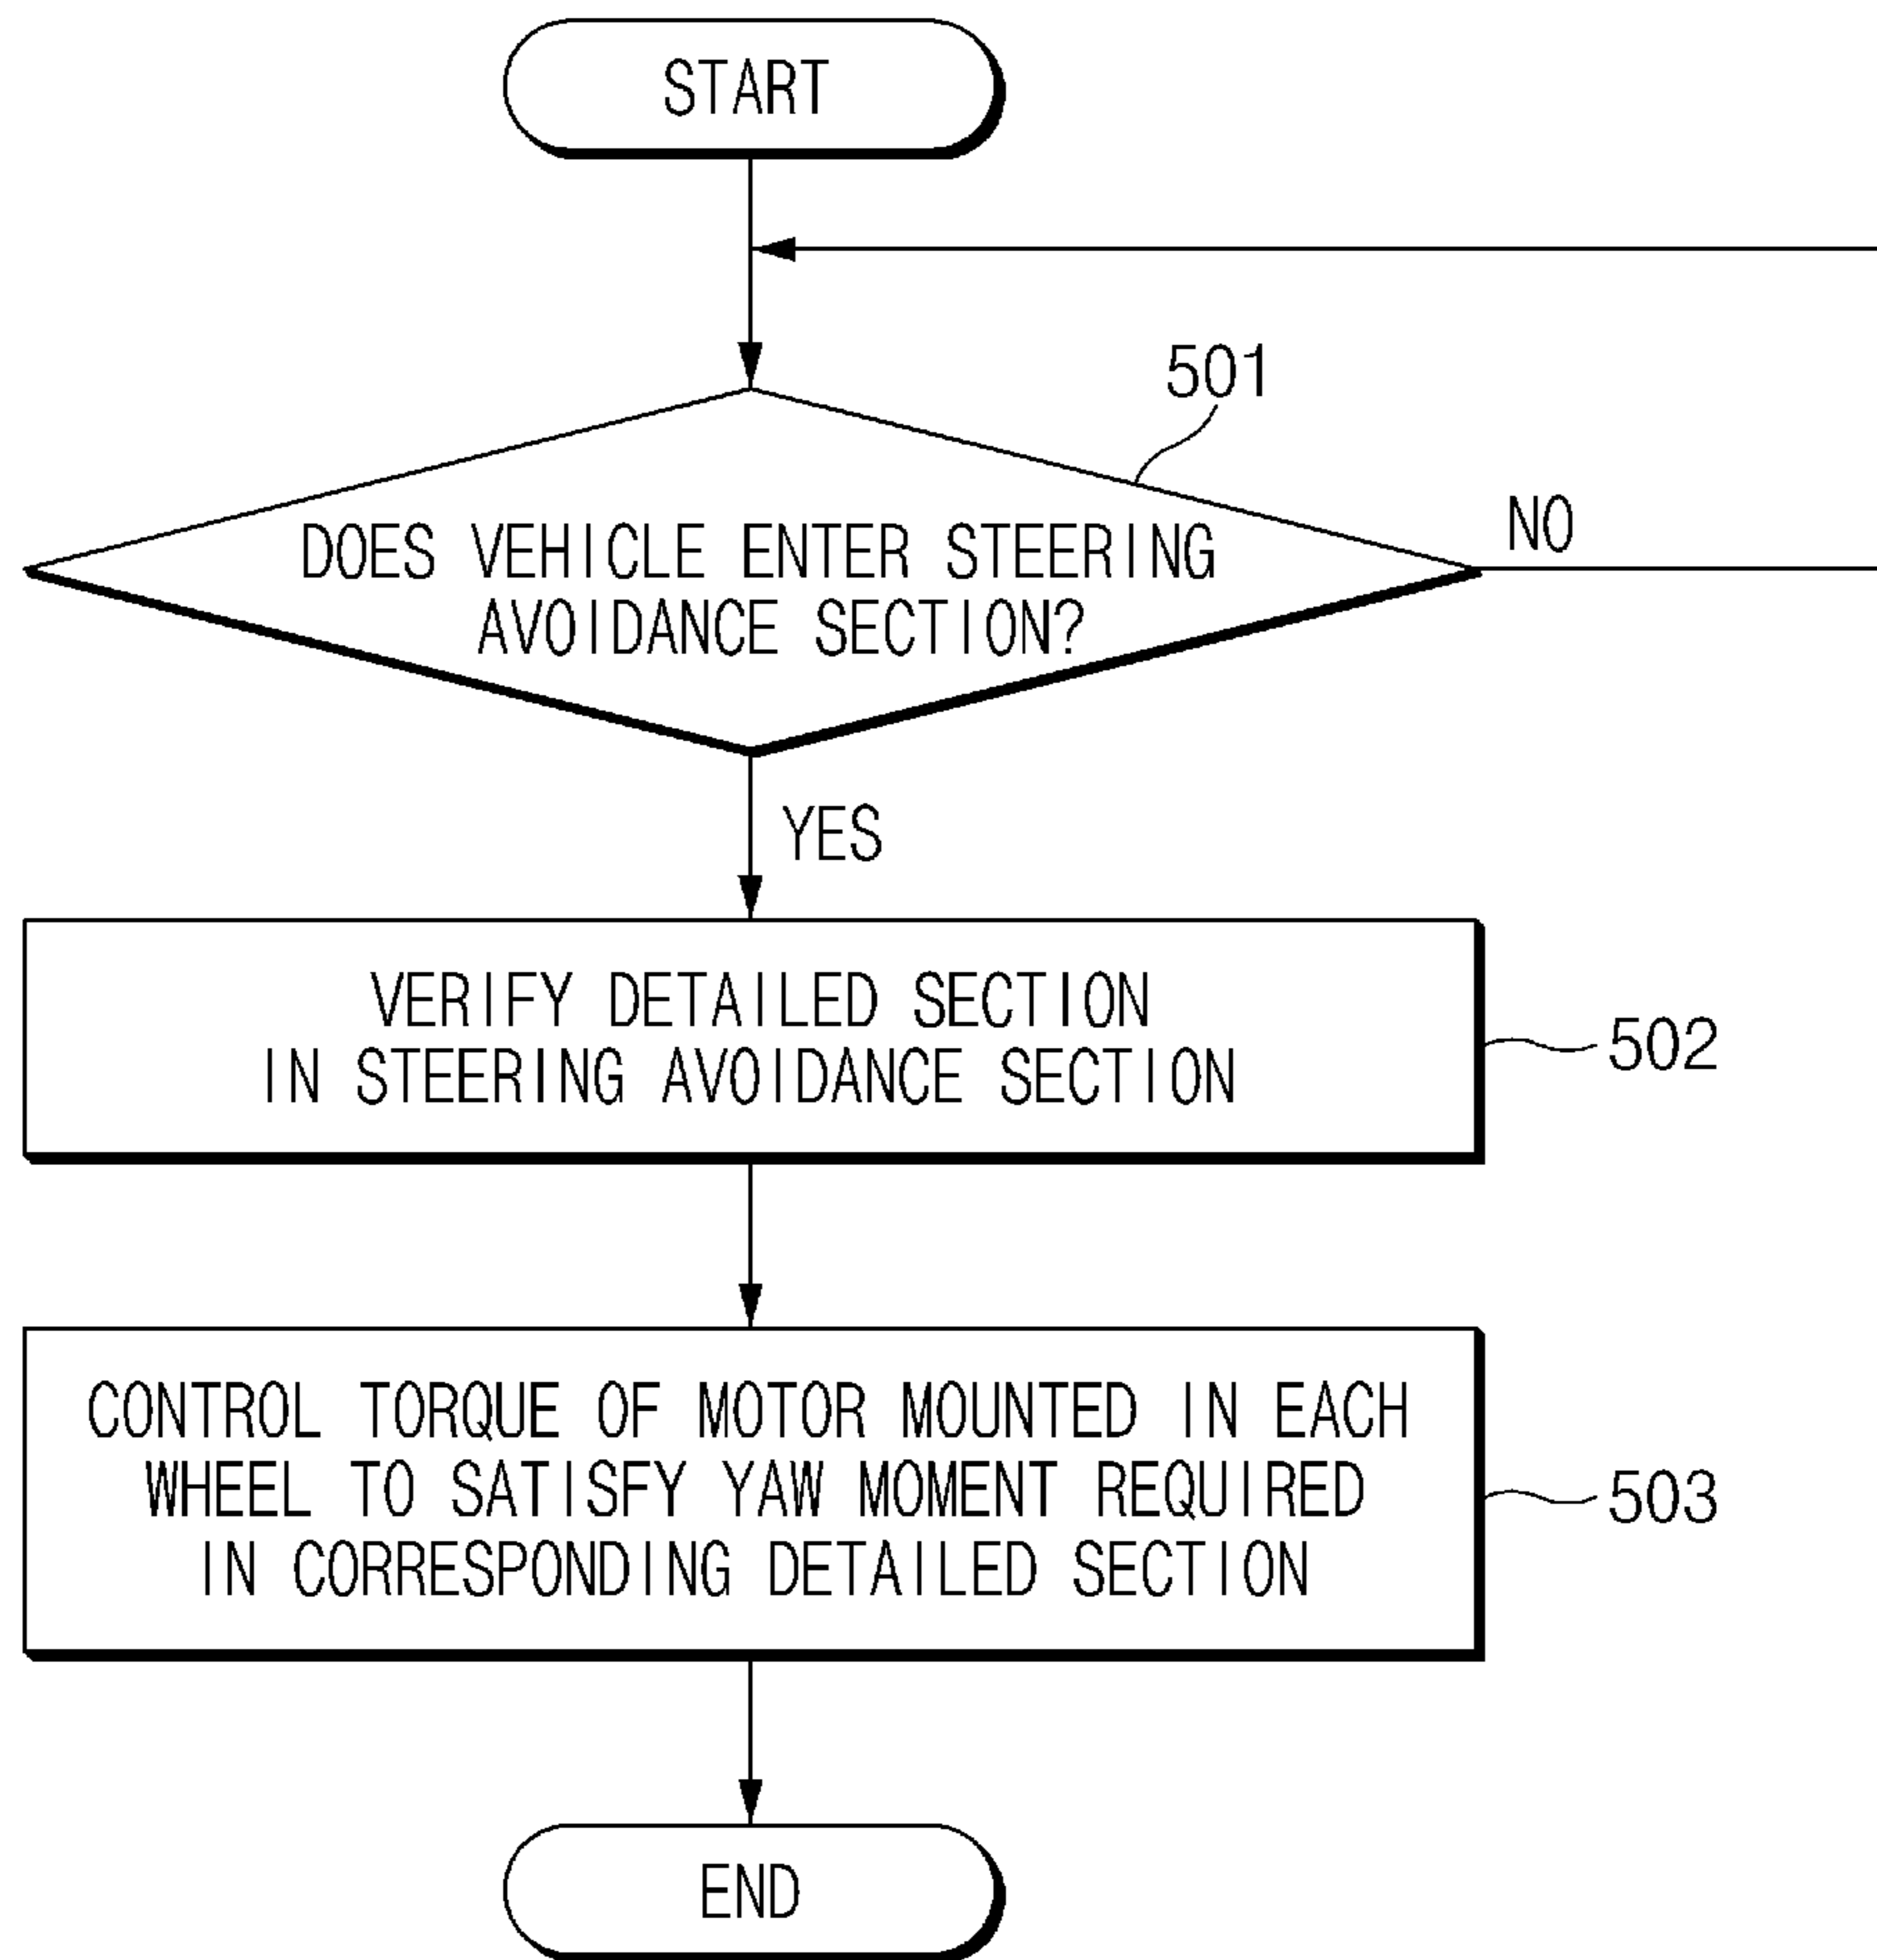 START
501
DOES VEHICLE ENTER STEERING
AVOIDANCE SECTION?
NO
YES
VERIFY DETAILED SECTION
IN STEERING AVOIDANCE SECTION
502
CONTROL TORQUE OF MOTOR MOUNTED IN EACH
WHEEL TO SATISFY YAW MOMENT REQUIRED
IN CORRESPONDING DETAILED SECTION
503
END